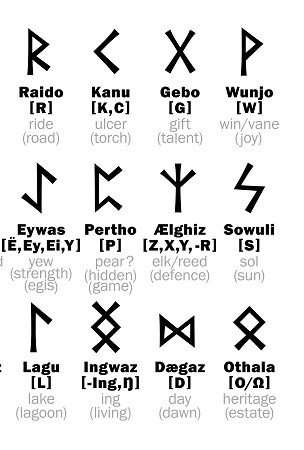 ᚱ ᚲ ᚷ ᚹ
Raido Kanu Gebo Wunjo
[R] [K,C] [G] [W]
ride ulcer gift win/vane
(road) (torch) (talent) (joy)
ᛇ ᛈ ᛉ ᛋ
Eywas Pertho Ælghiz Sowuli
[Ë,Ey,Ei,Y] [P] [Z,X,Y,-R] [S]
yew pear? elk/reed sol
(strength) (hidden) (defence) (sun)
(egis) (game)
ᛚ ᛝ ᛞ ᛟ
Lagu Ingwaz Dægaz Othala
[L] [-Ing,Ŋ] [D] [O/Ω]
lake ing day heritage
(lagoon) (living) (dawn) (estate)